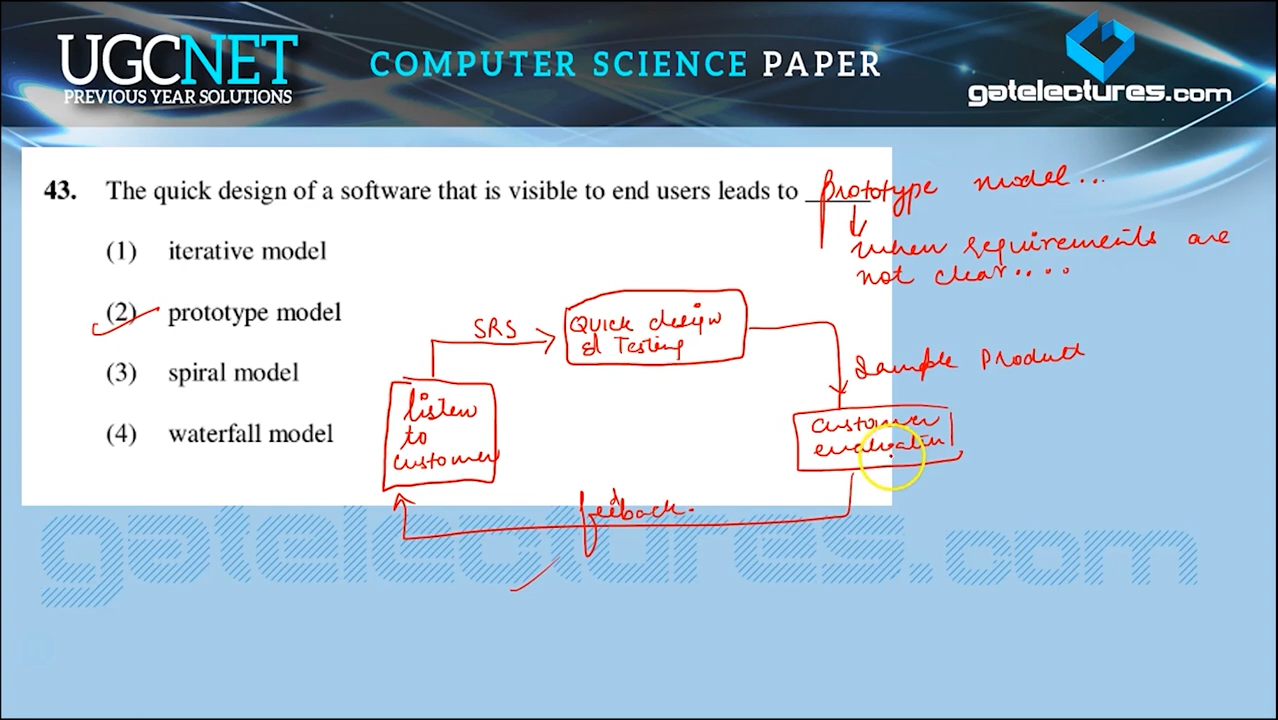 UGCNET
PREVIOUS YEAR SOLUTIONS
COMPUTER SCIENCE PAPER
gatelectures.com
43. The quick design of a software that is visible to end users leads to ______
prototype model...
when requirements are
not clear....
(1) iterative model
(2) prototype model
(3) spiral model
(4) waterfall model
SRS
Quick design
& Testing
Sample Product
listen
to
customer
customer
evaluation
feedback.
gatelectures.com